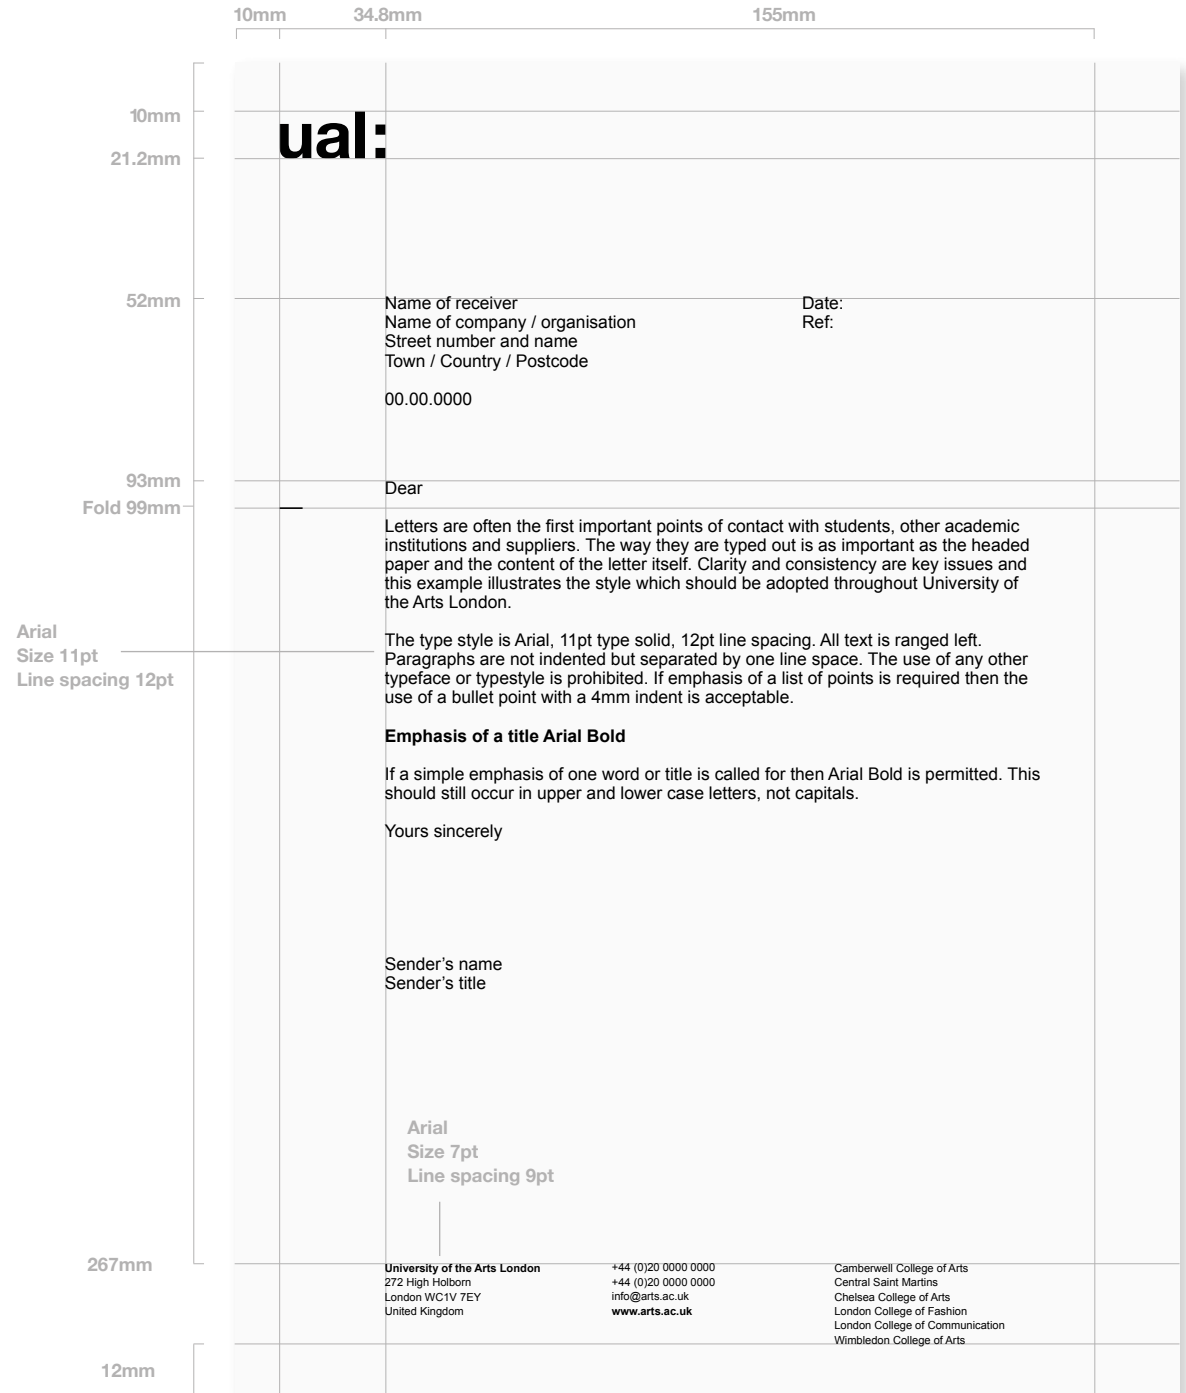 10mm 34.8mm 155mm
10mm
ual:
21.2mm
52mm
Name of receiver
Name of company / organisation
Street number and name
Town / Country / Postcode
Date:
Ref:
00.00.0000
93mm
Dear
Fold 99mm
Letters are often the first important points of contact with students, other academic
institutions and suppliers. The way they are typed out is as important as the headed
paper and the content of the letter itself. Clarity and consistency are key issues and
this example illustrates the style which should be adopted throughout University of
the Arts London.
Arial
Size 11pt
Line spacing 12pt
The type style is Arial, 11pt type solid, 12pt line spacing. All text is ranged left.
Paragraphs are not indented but separated by one line space. The use of any other
typeface or typestyle is prohibited. If emphasis of a list of points is required then the
use of a bullet point with a 4mm indent is acceptable.
Emphasis of a title Arial Bold
If a simple emphasis of one word or title is called for then Arial Bold is permitted. This
should still occur in upper and lower case letters, not capitals.
Yours sincerely
Sender’s name
Sender’s title
Arial
Size 7pt
Line spacing 9pt
267mm
University of the Arts London
272 High Holborn
London WC1V 7EY
United Kingdom
+44 (0)20 0000 0000
+44 (0)20 0000 0000
info@arts.ac.uk
www.arts.ac.uk
Camberwell College of Arts
Central Saint Martins
Chelsea College of Arts
London College of Fashion
London College of Communication
Wimbledon College of Arts
12mm